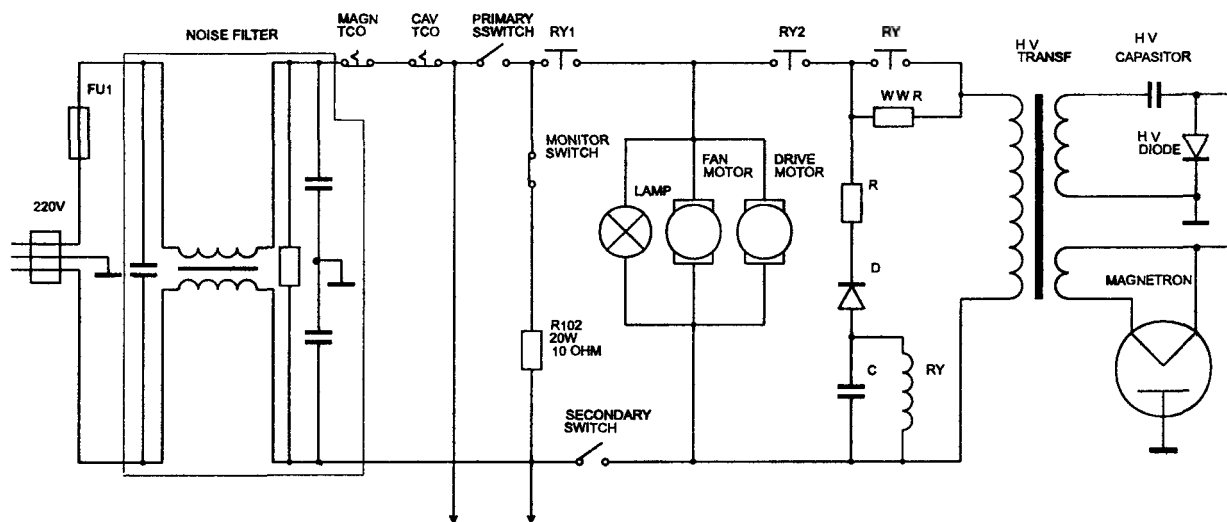 NOISE FILTER
MAGN
TCO
CAV
TCO
PRIMARY
SSWITCH
RY1
RY2
RY
H V
TRANSF
H V
CAPASITOR
FU1
W W R
H V
DIODE
MONITOR
SWITCH
LAMP
FAN
MOTOR
DRIVE
MOTOR
R
220V
D
MAGNETRON
R102
20W
10 OHM
C
RY
SECONDARY
SWITCH